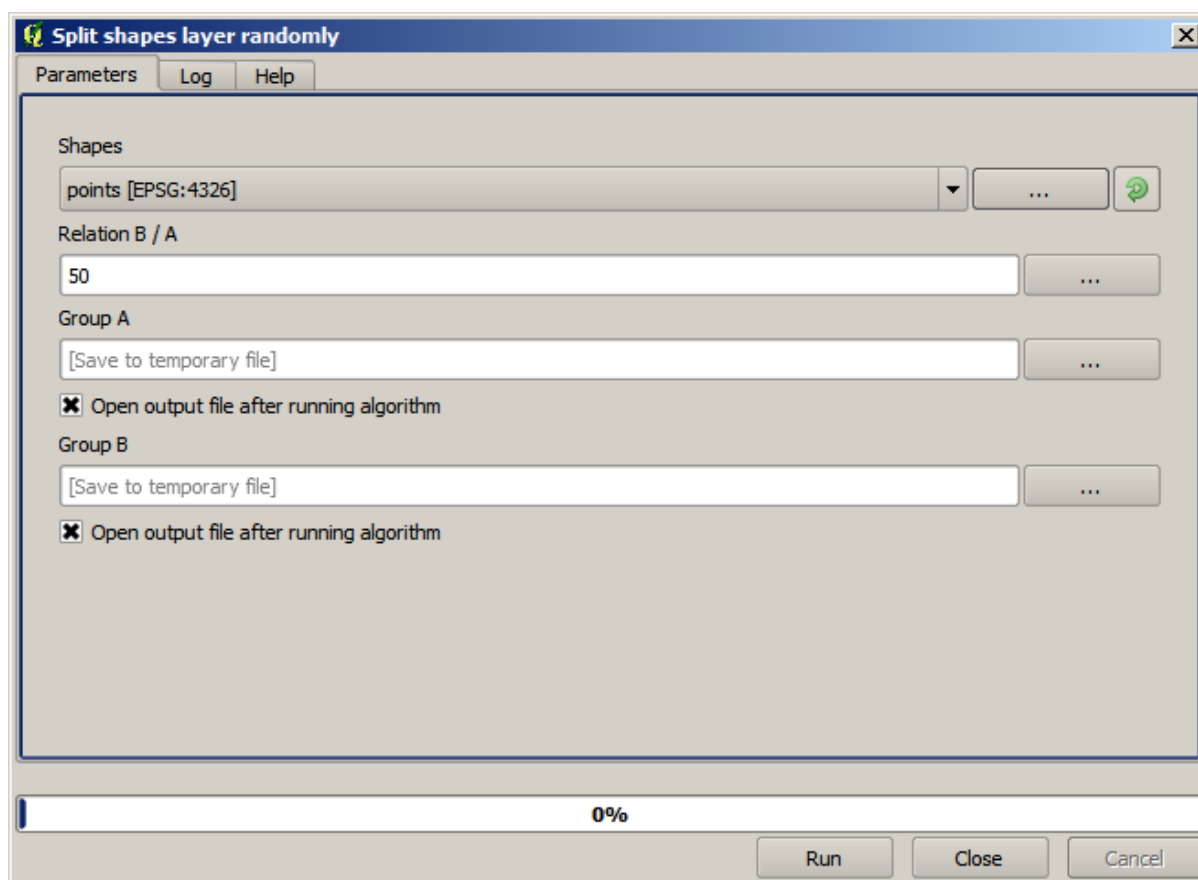 Split shapes layer randomly
Parameters Log Help
Shapes
points [EPSG:4326] ...
Relation B / A
50 ...
Group A
[Save to temporary file] ...
Open output file after running algorithm
Group B
[Save to temporary file] ...
Open output file after running algorithm
0%
Run Close Cancel